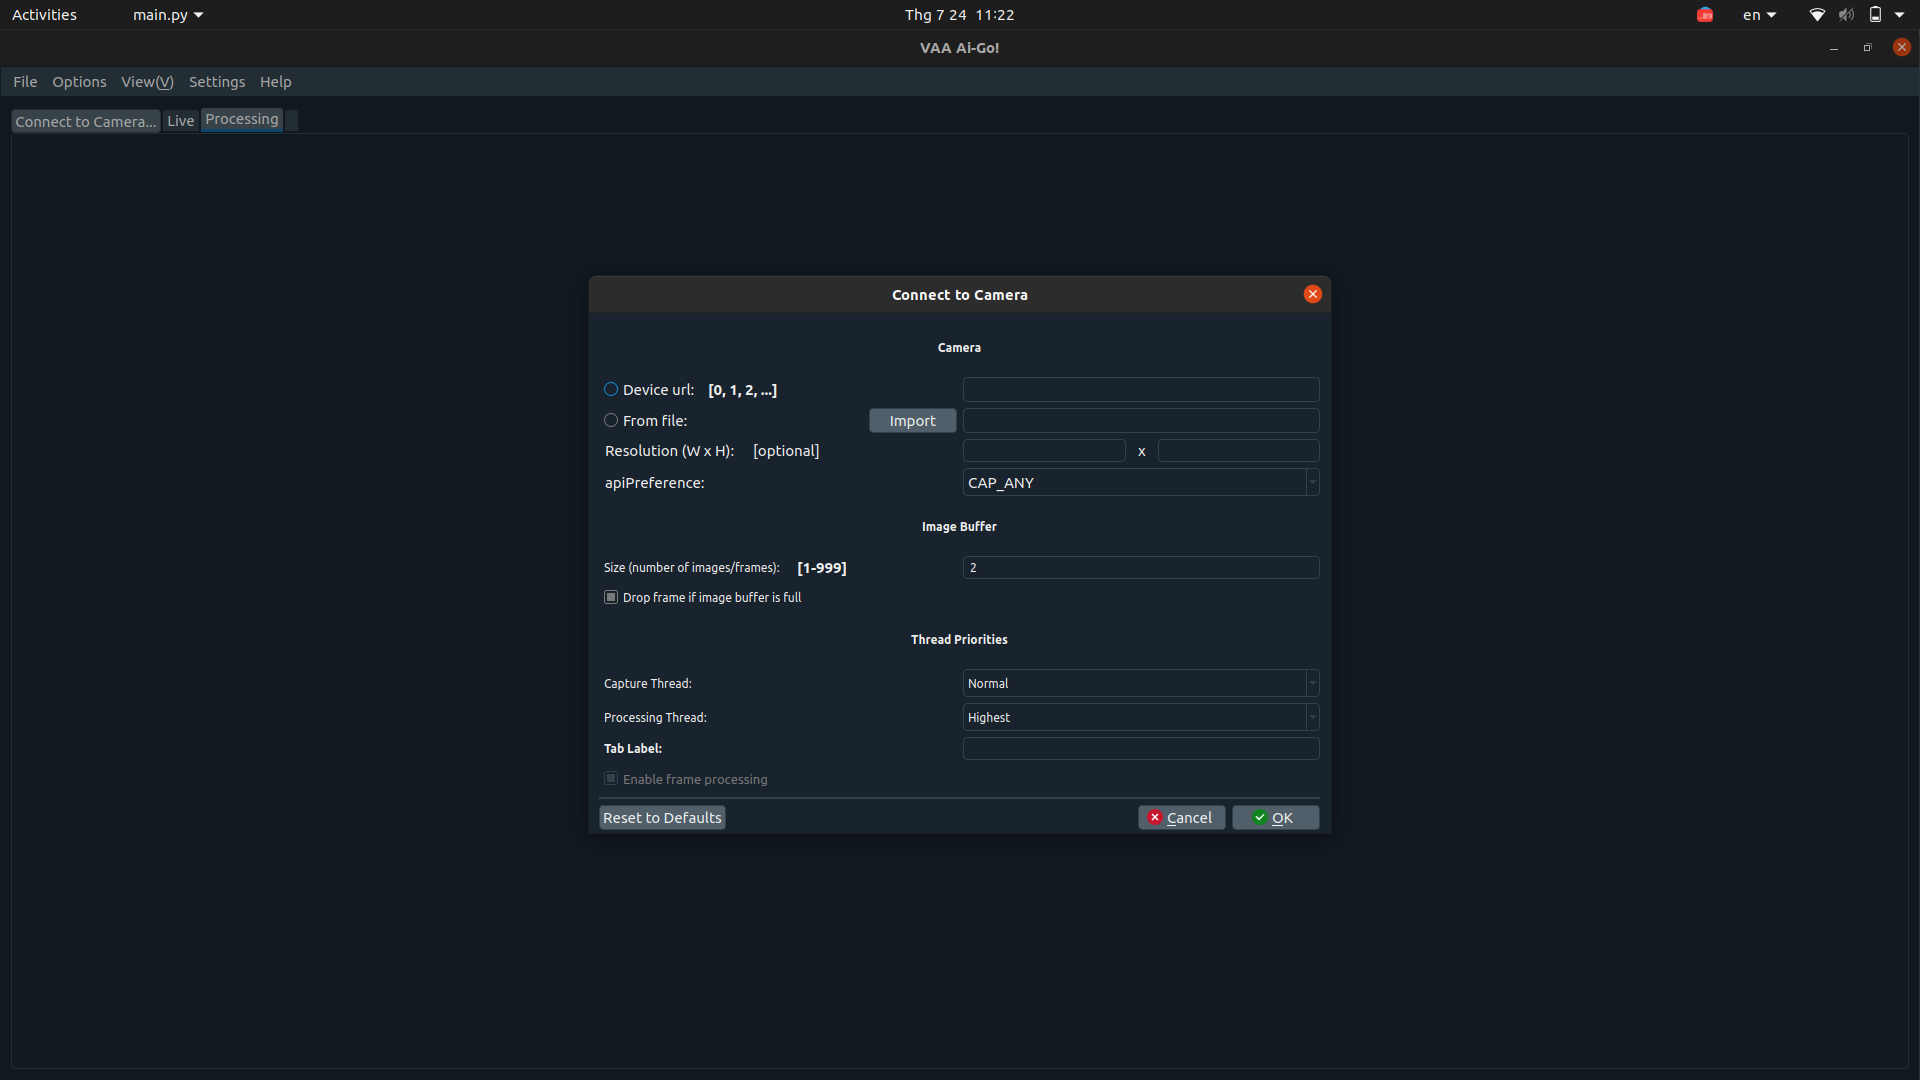 Activities main.py Thg 7 24 11:22 en
VAA Ai-Go!
File Options View(V) Settings Help
Connect to Camera... Live Processing
Connect to Camera
Camera
Device url: [0, 1, 2, ...]
From file: Import
Resolution (W x H): [optional] x
apiPreference: CAP_ANY
Image Buffer
Size (number of images/frames): [1-999] 2
Drop frame if image buffer is full
Thread Priorities
Capture Thread: Normal
Processing Thread: Highest
Tab Label:
Enable frame processing
Reset to Defaults Cancel OK